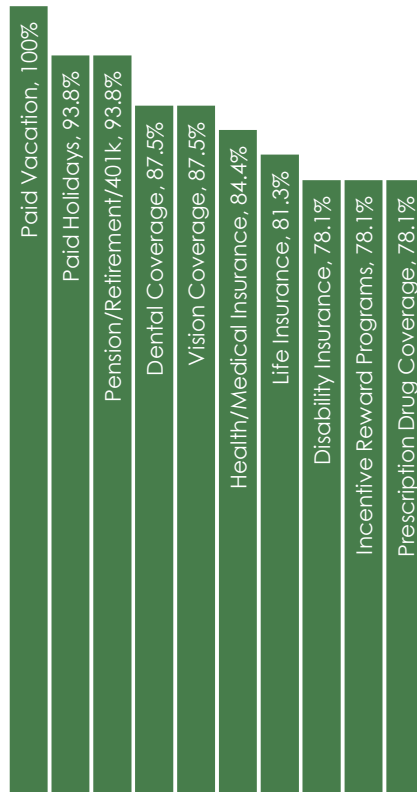 Paid Vacation, 100%
Paid Holidays, 93.8%
Pension/Retirement/401k, 93.8%
Dental Coverage, 87.5%
Vision Coverage, 87.5%
Health/Medical Insurance, 84.4%
Life Insurance, 81.3%
Disability Insurance, 78.1%
Incentive Reward Programs, 78.1%
Prescription Drug Coverage, 78.1%